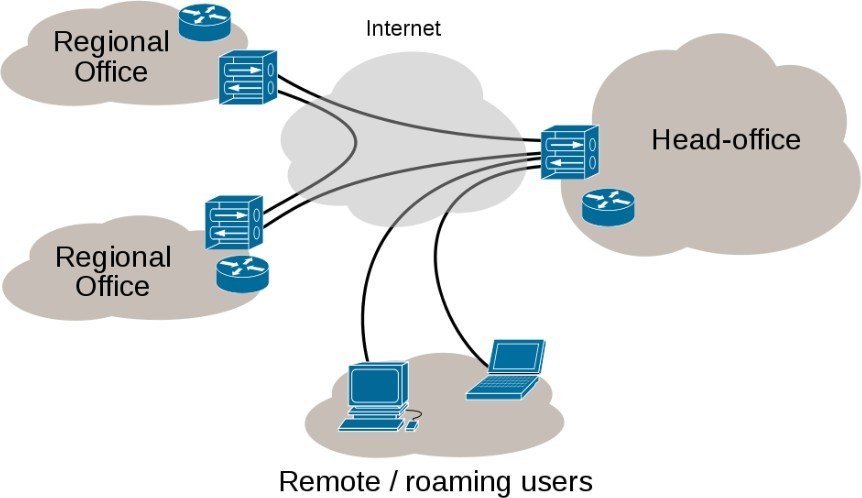 Internet
Regional
Office
Head-office
Regional
Office
Remote / roaming users